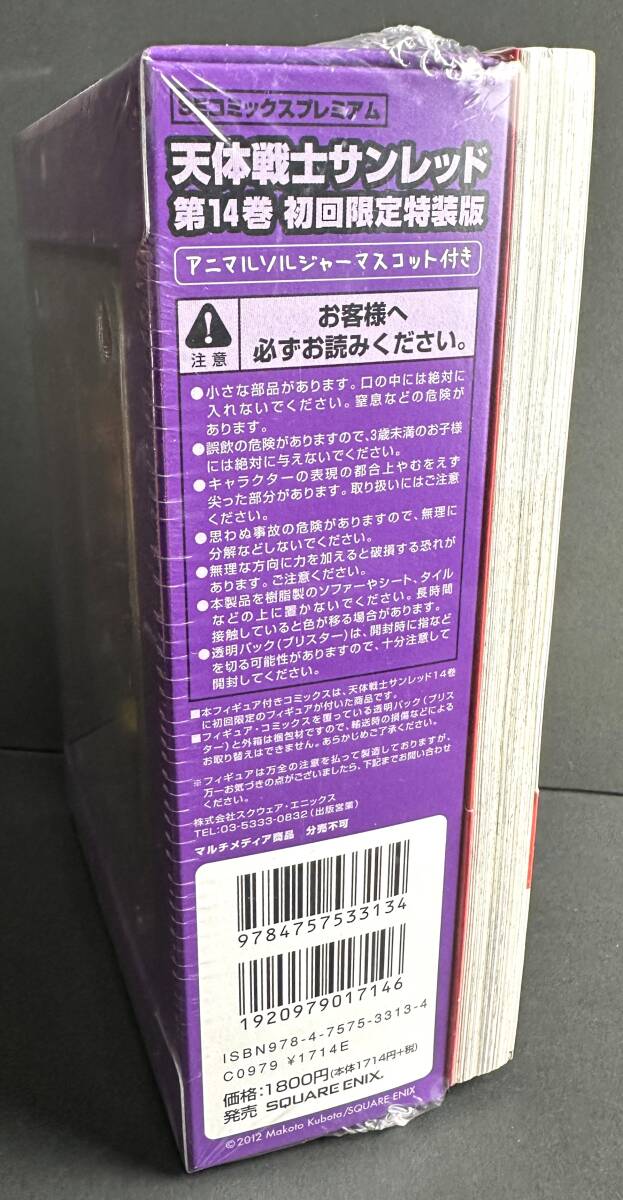 SEコミックスプレミアム
天体戦士サンレッド
第14巻 初回限定特装版
アニマルソルジャーマスコット付き
注意
お客様へ
必ずお読みください。
●小さな部品があります。口の中には絶対に
入れないでください。窒息などの危険が
あります。
●誤飲の危険がありますので、3歳未満のお子様
には絶対に与えないでください。
●キャラクターの表現の都合上やむをえず
尖った部分があります。取り扱いにはご注意
ください。
●思わぬ事故の危険がありますので、無理に
分解などしないでください。
●無理な方向に力を加えると破損する恐れが
あります。ご注意ください。
●本製品を樹脂製のソファーやシート、タイル
などの上に置かないでください。長時間
接触していると色が移る場合があります。
●透明パック(ブリスター)は、開封時に指など
を切る可能性がありますので、十分注意して
開封してください。
■本フィギュア付きコミックスは、天体戦士サンレッド14巻
に初回限定のフィギュアが付いた商品です。
■フィギュア・コミックスを覆っている透明パック(ブリス
ター)と外箱は梱包材ですので、輸送時の損傷などによる
お取り替えはできません。あらかじめご了承ください。
※フィギュアは万全の注意を払って製造しておりますが、
万一お気づきの点がございましたら、下記までお問い合わせ
ください。
株式会社スクウェア・エニックス
TEL:03-5333-0832(出版営業)
マルチメディア商品 分売不可
9784757533134
1920979017146
ISBN978-4-7575-3313-4
C0979 ¥1714E
価格:1800円(本体1714円+税)
発売 SQUARE ENIX.
©2012 Makoto Kubota/SQUARE ENIX